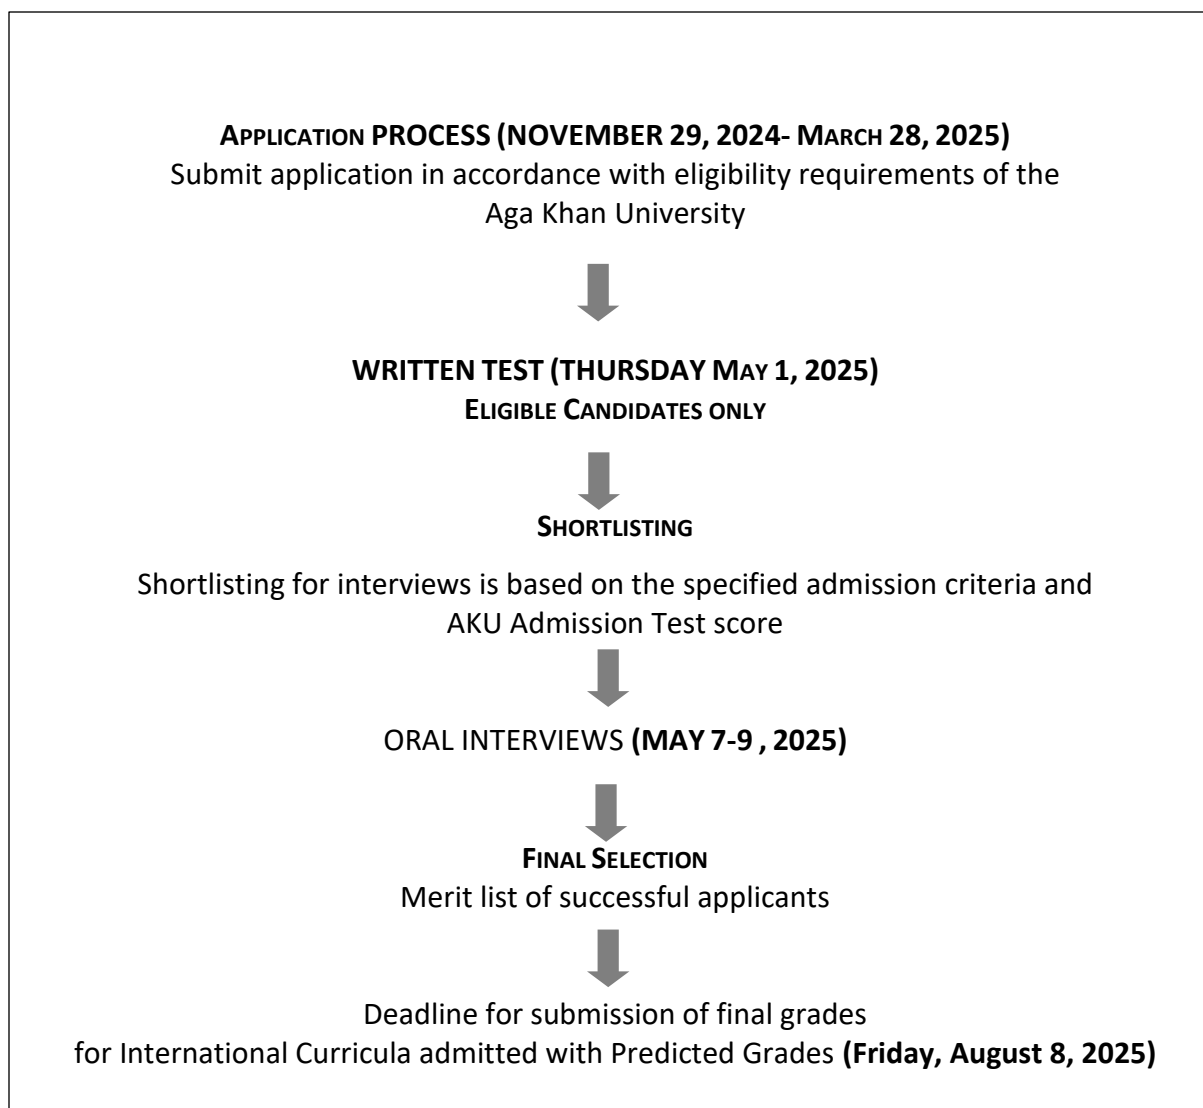 APPLICATION PROCESS (NOVEMBER 29, 2024- MARCH 28, 2025)
Submit application in accordance with eligibility requirements of the
Aga Khan University
WRITTEN TEST (THURSDAY MAY 1, 2025)
ELIGIBLE CANDIDATES ONLY
SHORTLISTING
Shortlisting for interviews is based on the specified admission criteria and
AKU Admission Test score
ORAL INTERVIEWS (MAY 7-9 , 2025)
FINAL SELECTION
Merit list of successful applicants
Deadline for submission of final grades
for International Curricula admitted with Predicted Grades (Friday, August 8, 2025)